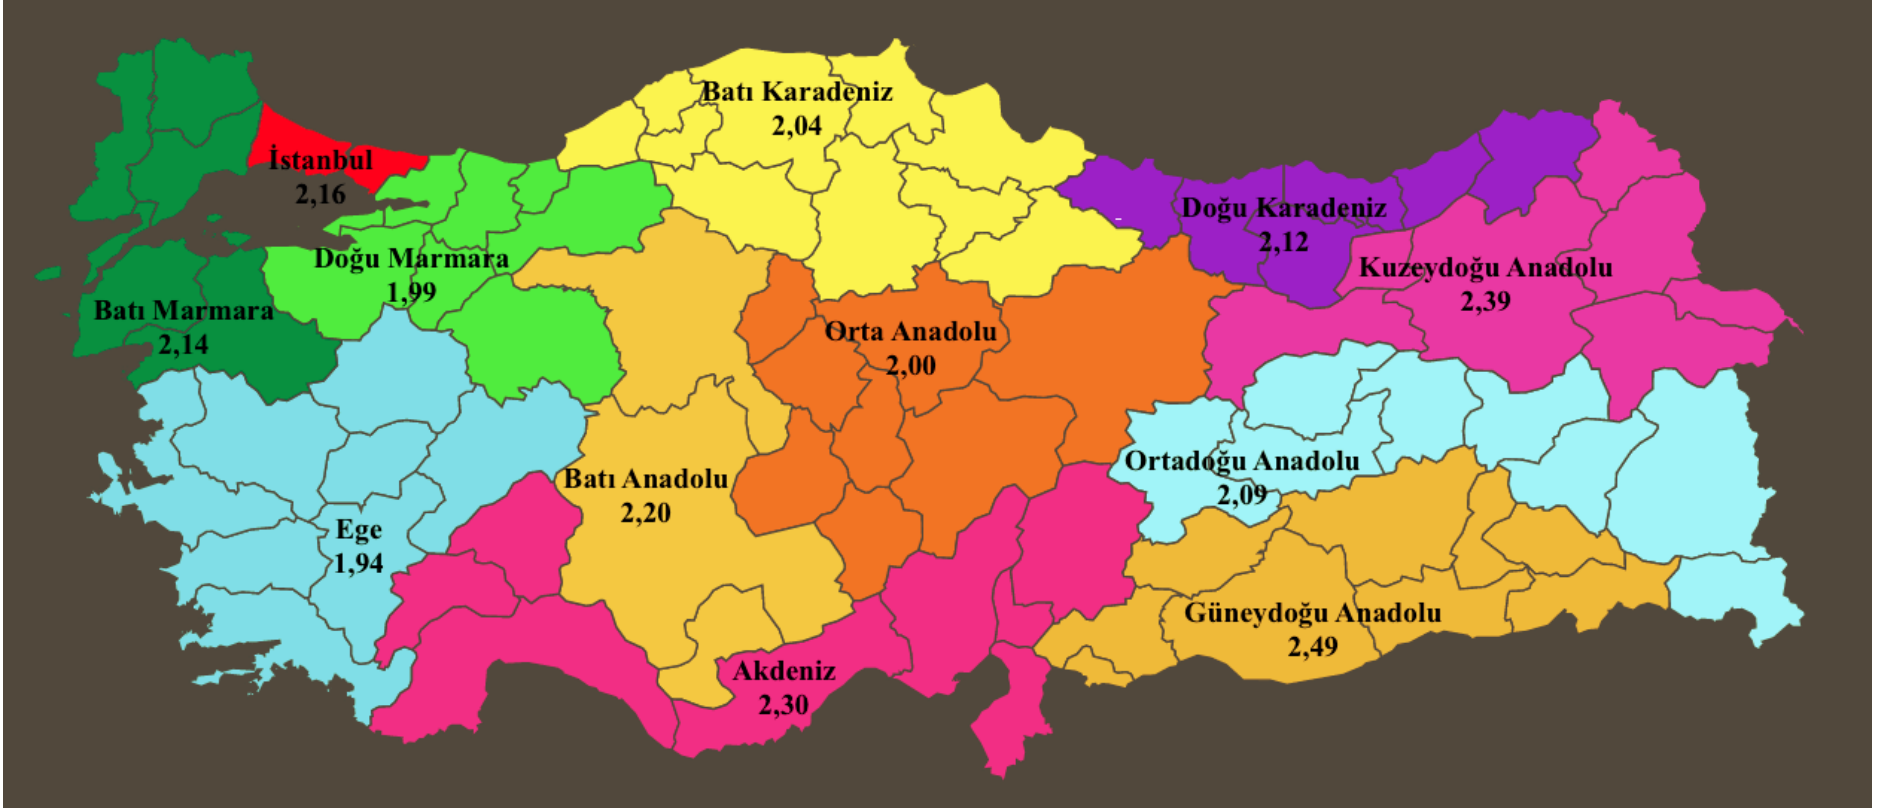 Batı Karadeniz
2,04
İstanbul
2,16
Doğu Karadeniz
2,12
Doğu Marmara
1,99
Kuzeydoğu Anadolu
2,39
Batı Marmara
2,14
Orta Anadolu
2,00
Ortadoğu Anadolu
2,09
Batı Anadolu
2,20
Ege
1,94
Güneydoğu Anadolu
2,49
Akdeniz
2,30